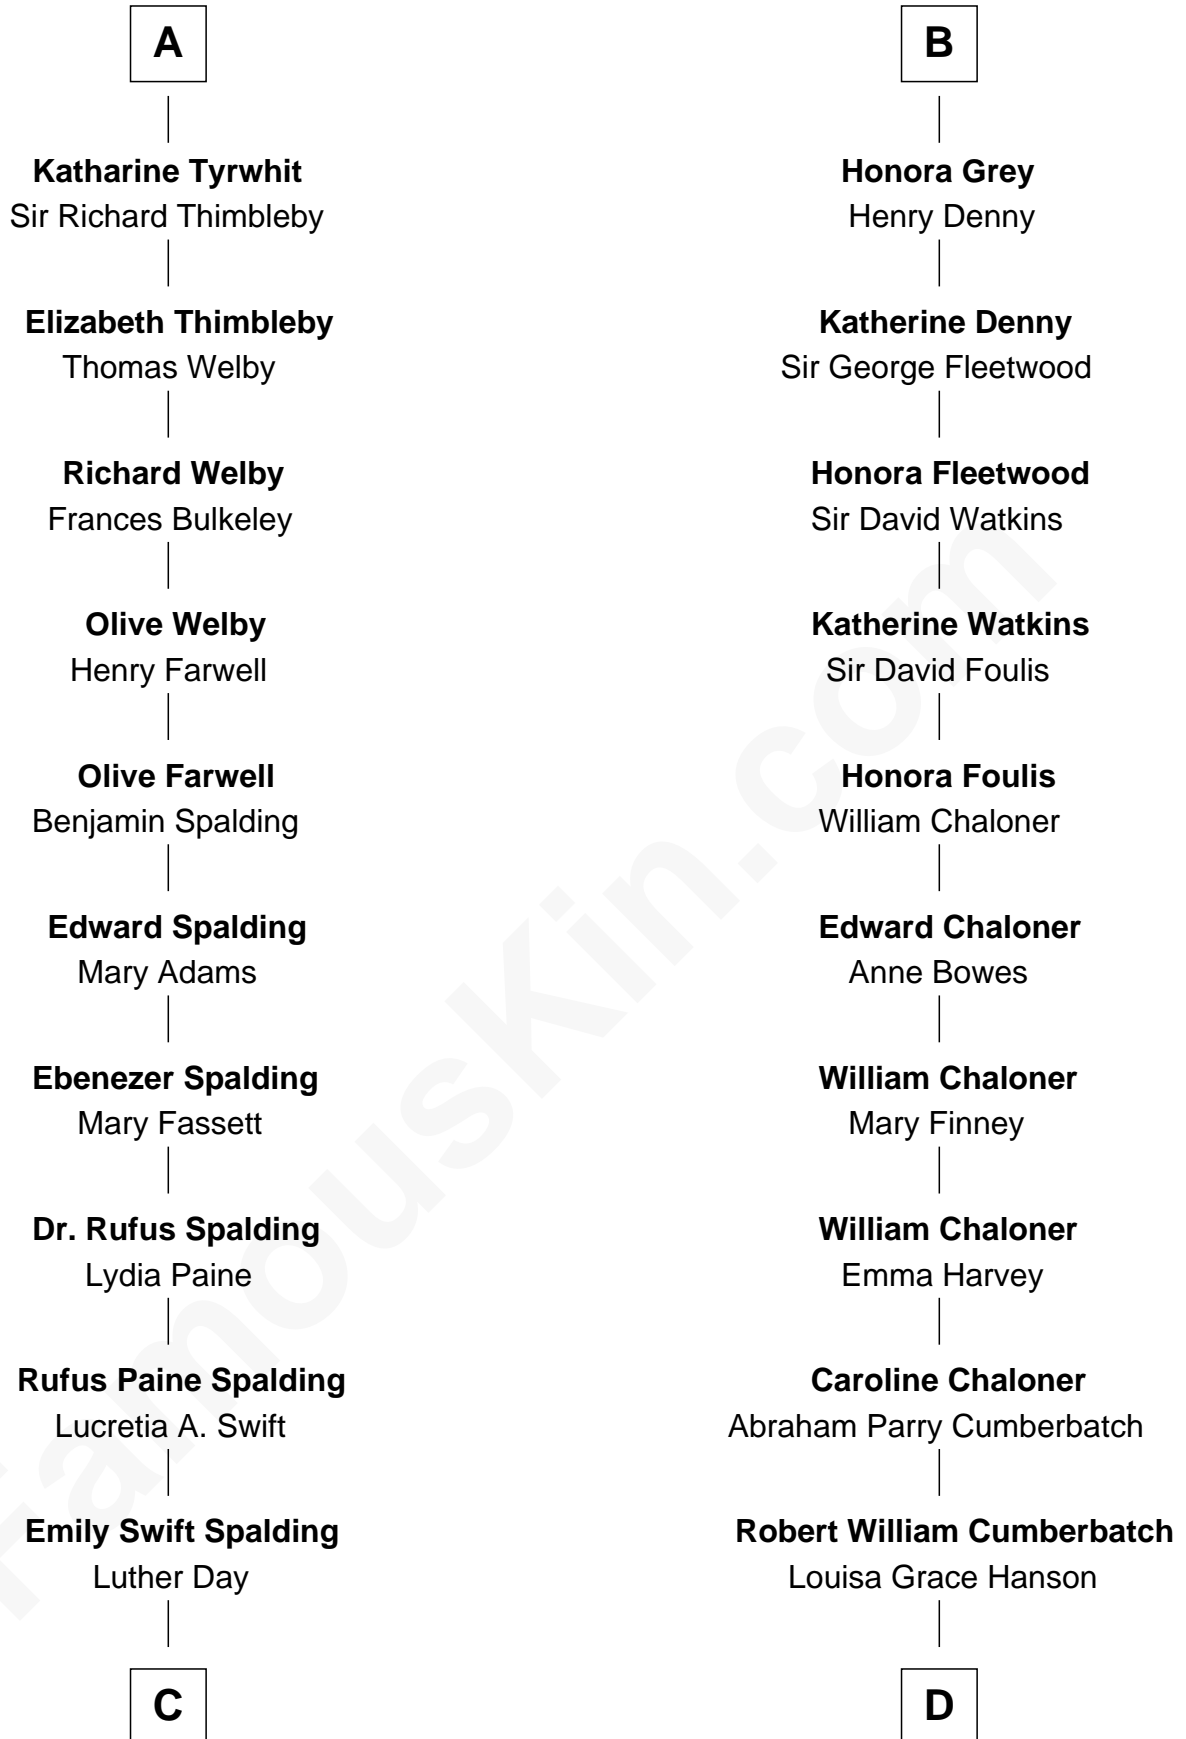 A
Katharine Tyrwhit
Sir Richard Thimbleby
Elizabeth Thimbleby
Thomas Welby
Richard Welby
Frances Bulkeley
Olive Welby
Henry Farwell
Olive Farwell
Benjamin Spalding
Edward Spalding
Mary Adams
Ebenezer Spalding
Mary Fassett
Dr. Rufus Spalding
Lydia Paine
Rufus Paine Spalding
Lucretia A. Swift
Emily Swift Spalding
Luther Day
C
B
Honora Grey
Henry Denny
Katherine Denny
Sir George Fleetwood
Honora Fleetwood
Sir David Watkins
Katherine Watkins
Sir David Foulis
Honora Foulis
William Chaloner
Edward Chaloner
Anne Bowes
William Chaloner
Mary Finney
William Chaloner
Emma Harvey
Caroline Chaloner
Abraham Parry Cumberbatch
Robert William Cumberbatch
Louisa Grace Hanson
D
FamousKin.com